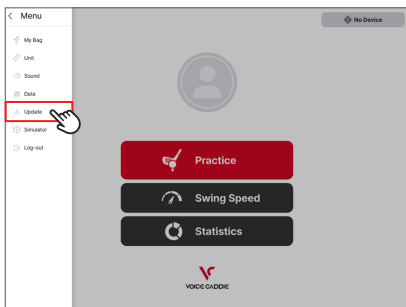 Menu
No Device
My Bag
Unit
Sound
Data
Update
Simulator
Log-out
Practice
Swing Speed
Statistics
VOICE CADDIE